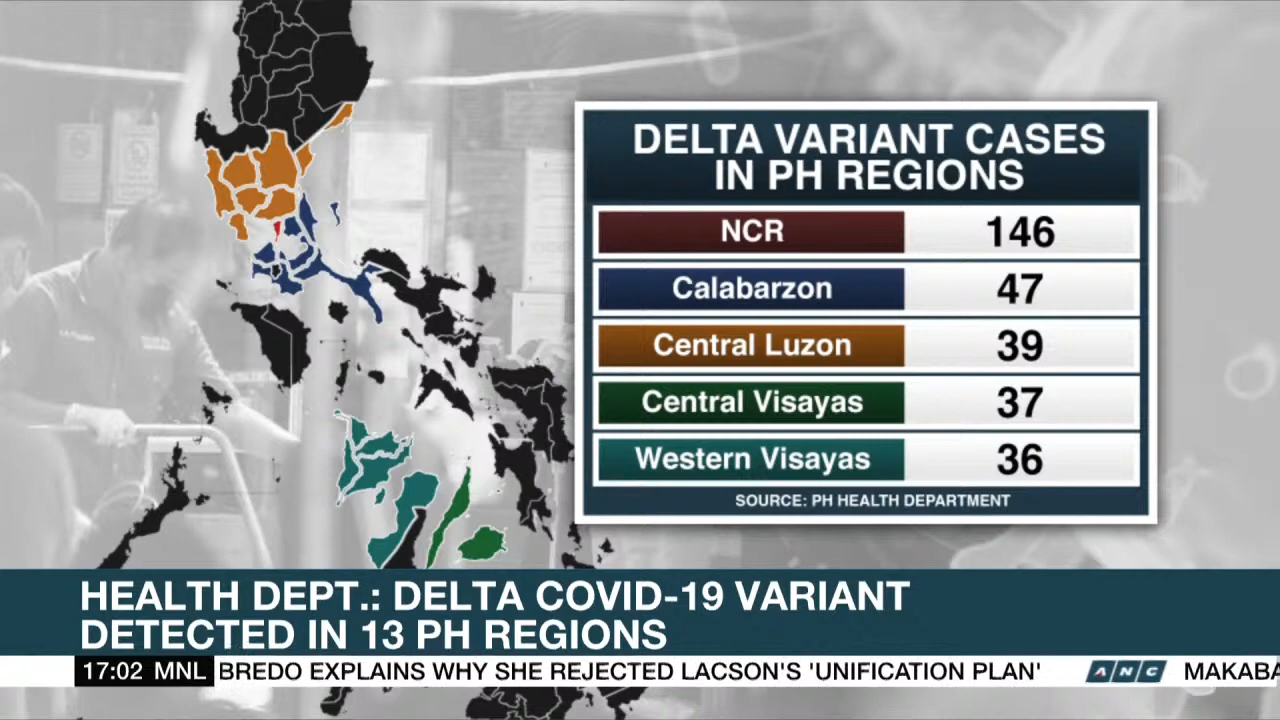 DELTA VARIANT CASES
IN PH REGIONS
NCR 146
Calabarzon 47
Central Luzon 39
Central Visayas 37
Western Visayas 36
SOURCE: PH HEALTH DEPARTMENT
HEALTH DEPT.: DELTA COVID-19 VARIANT
DETECTED IN 13 PH REGIONS
17:02 MNL BREDO EXPLAINS WHY SHE REJECTED LACSON'S 'UNIFICATION PLAN' ANC MAKABA